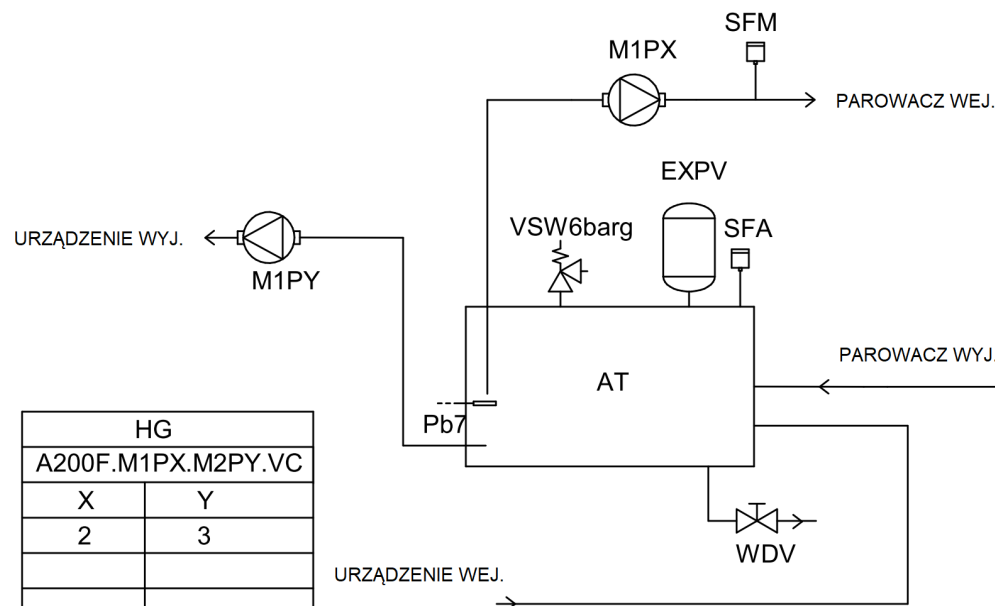 SFM
M1PX
PAROWACZ WEJ.
EXPV
VSW6barg
SFA
URZĄDZENIE WYJ.
M1PY
PAROWACZ WYJ.
AT
Pb7
HG
A200F.M1PX.M2PY.VC
X Y
2 3
WDV
URZĄDZENIE WEJ.